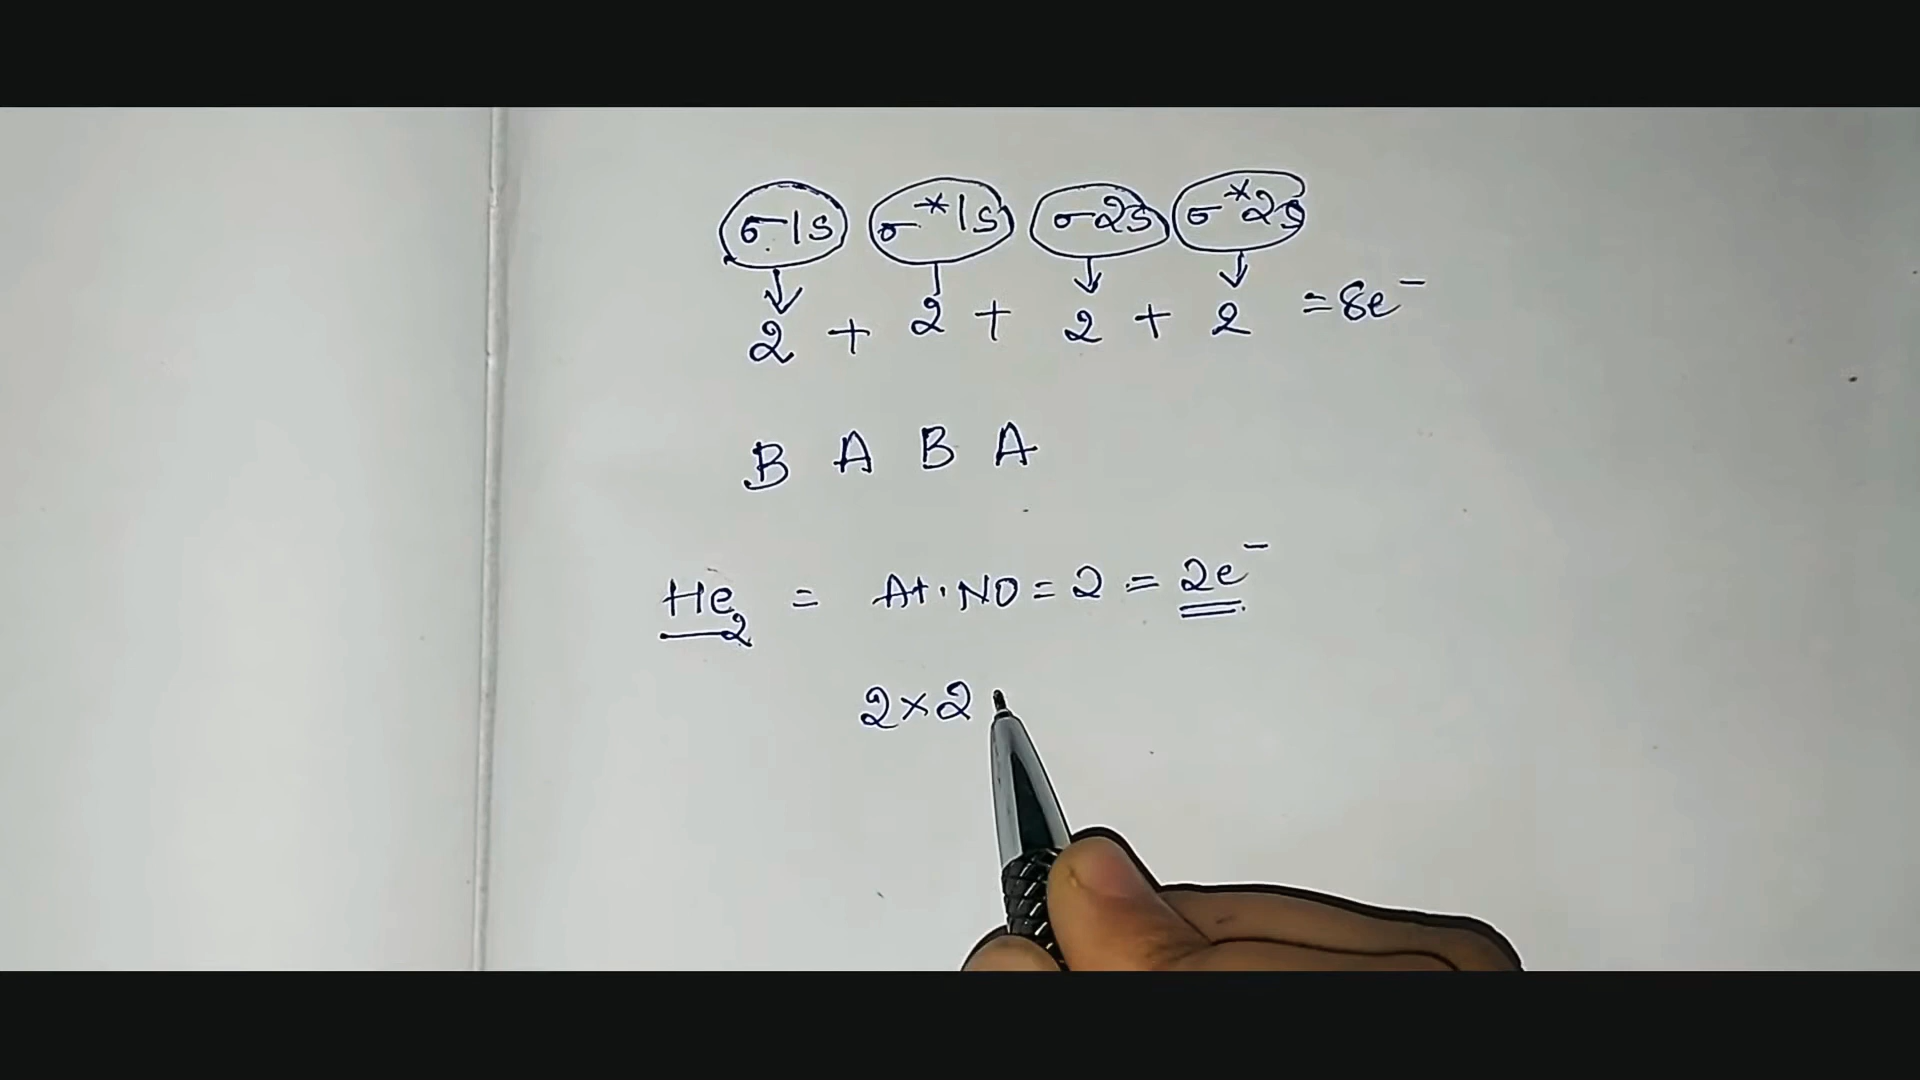 σ1s σ*1s σ2s σ*2s
2 + 2 + 2 + 2 = 8e⁻
B A B A
He₂ = At. NO = 2 = 2e⁻
2×2